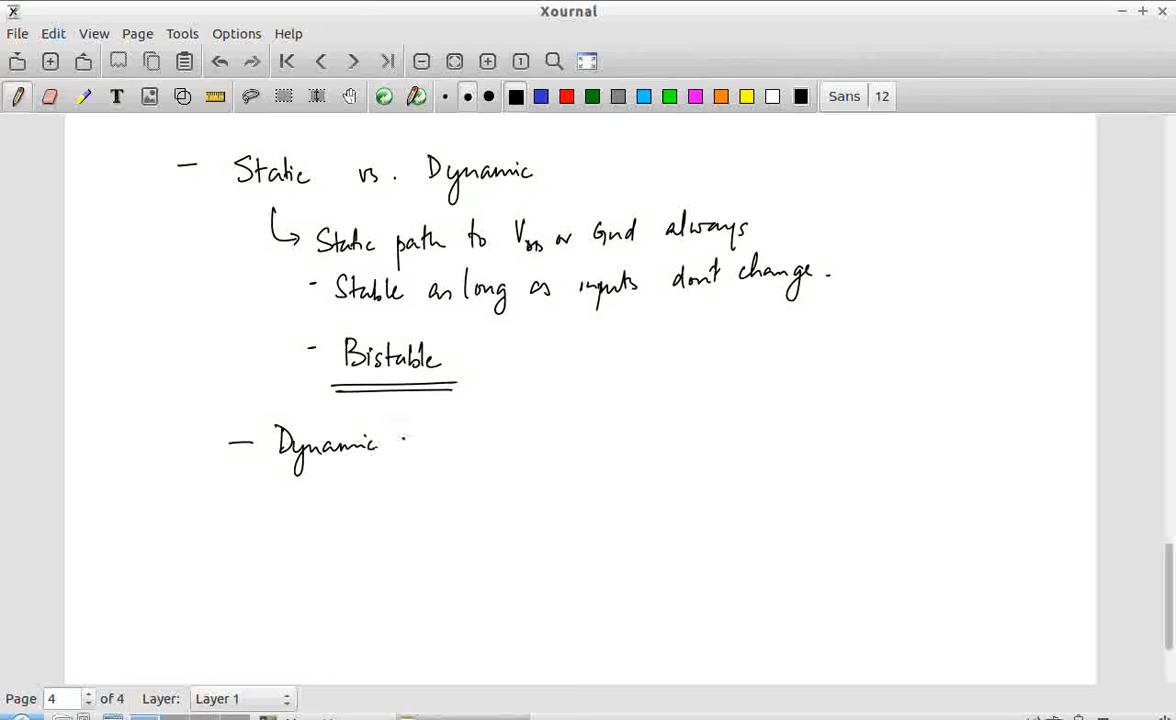 Xournal
File Edit View Page Tools Options Help
Sans 12
- Static vs. Dynamic
↳ Static path to VDD or Gnd always
- Stable as long as inputs don't change.
- Bistable
- Dynamic :
Page 4 of 4 Layer: Layer 1